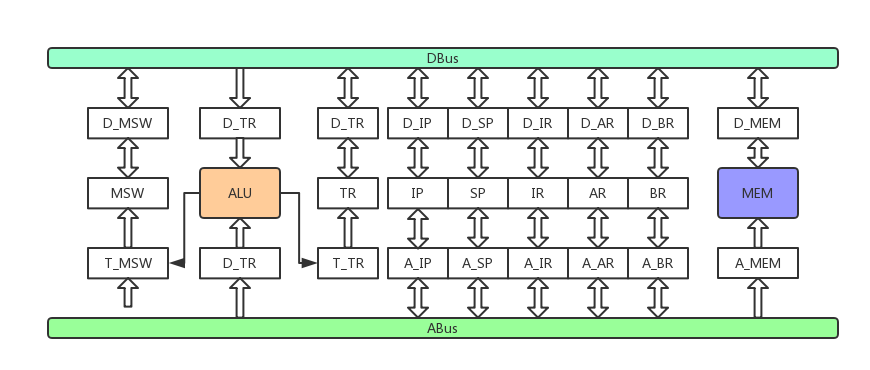 DBus
D_MSW D_TR D_TR D_IP D_SP D_IR D_AR D_BR D_MEM
MSW ALU TR IP SP IR AR BR MEM
T_MSW D_TR T_TR A_IP A_SP A_IR A_AR A_BR A_MEM
ABus